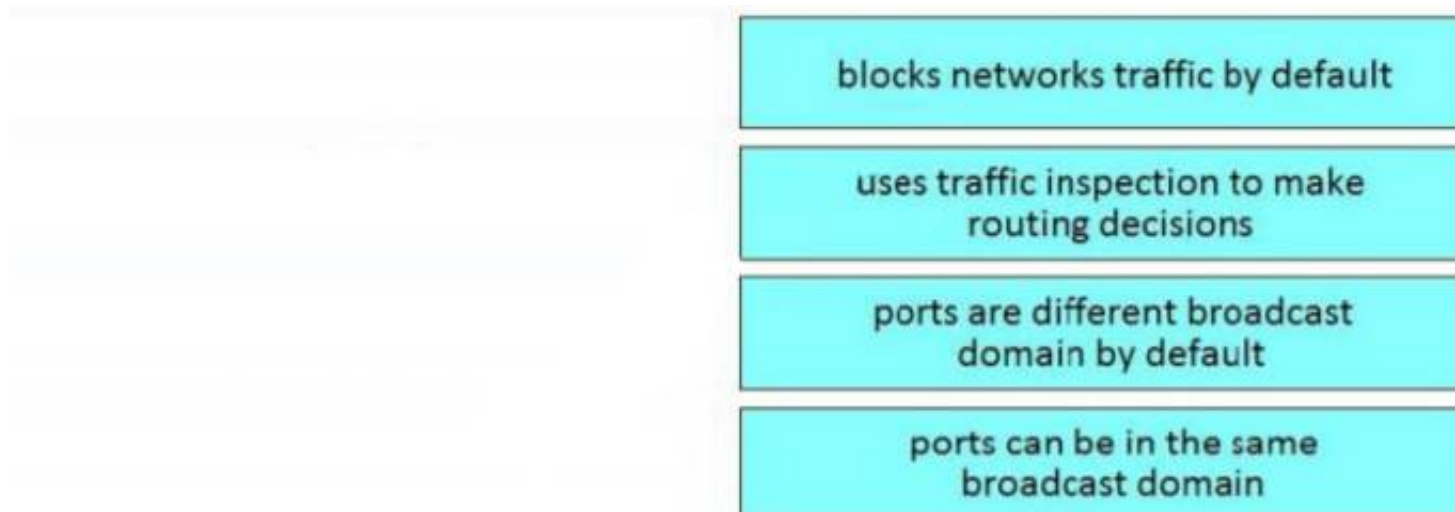 blocks networks traffic by default
uses traffic inspection to make
routing decisions
ports are different broadcast
domain by default
ports can be in the same
broadcast domain